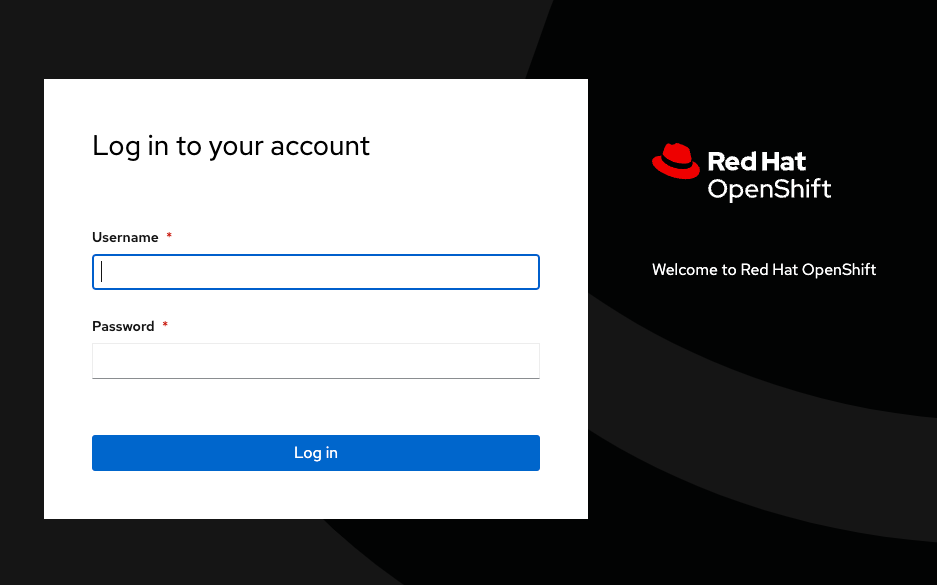 Log in to your account
Username *
Password *
Log in
Red Hat
OpenShift
Welcome to Red Hat OpenShift